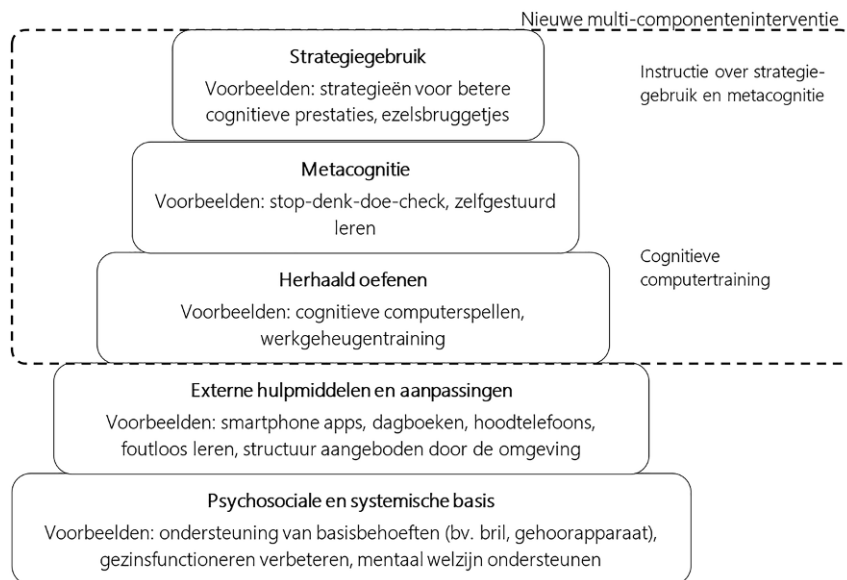 Nieuwe multi-componenteninterventie
Strategiegebruik
Voorbeelden: strategieën voor betere
cognitieve prestaties, ezelsbruggetjes
Instructie over strategie-
gebruik en metacognitie
Metacognitie
Voorbeelden: stop-denk-doe-check, zelfgestuurd
leren
Herhaald oefenen
Voorbeelden: cognitieve computerspellen,
werkgeheugentraining
Cognitieve
computertraining
Externe hulpmiddelen en aanpassingen
Voorbeelden: smartphone apps, dagboeken, hoodtelefoons,
foutloos leren, structuur aangeboden door de omgeving
Psychosociale en systemische basis
Voorbeelden: ondersteuning van basisbehoeften (bv. bril, gehoorapparaat),
gezinsfunctioneren verbeteren, mentaal welzijn ondersteunen